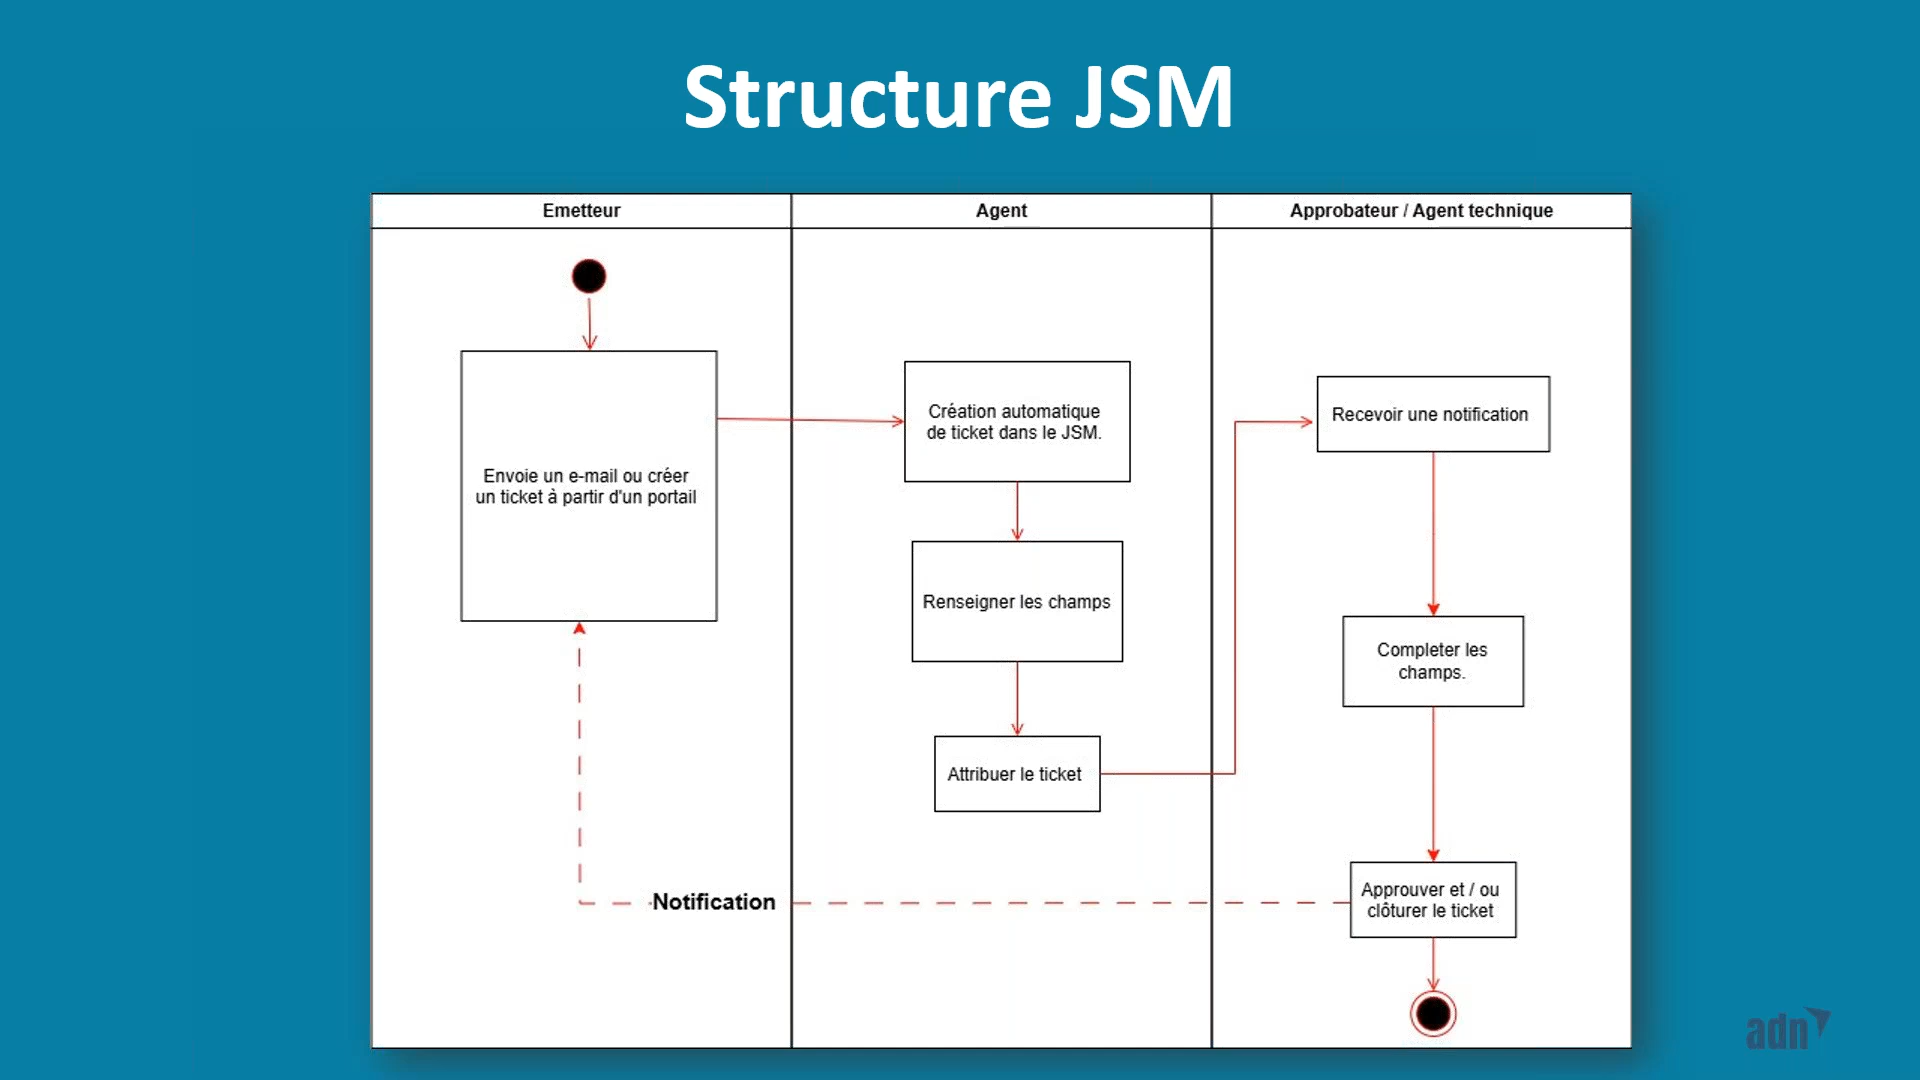 Structure JSM
Emetteur
Agent
Approbateur / Agent technique
Envoie un e-mail ou créer
un ticket à partir d'un portail
Création automatique
de ticket dans le JSM.
Renseigner les champs
Attribuer le ticket
Recevoir une notification
Completer les
champs.
Approuver et / ou
clôturer le ticket
Notification
adn